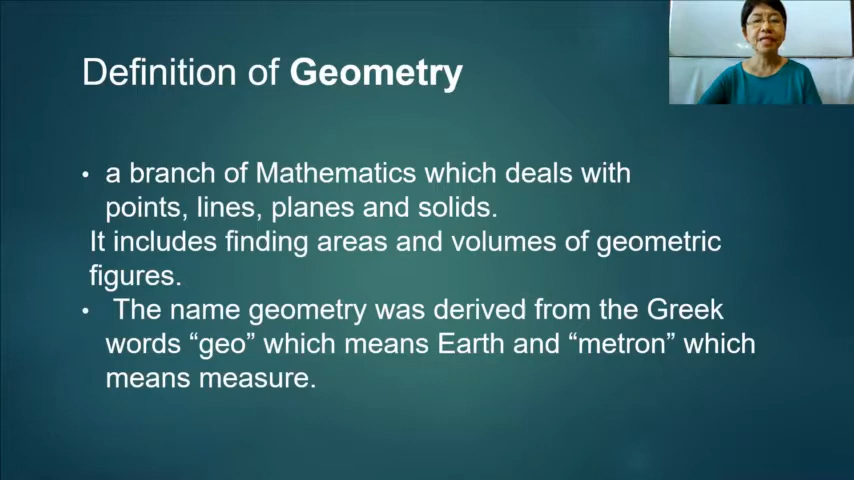 Definition of Geometry
• a branch of Mathematics which deals with
points, lines, planes and solids.
It includes finding areas and volumes of geometric
figures.
• The name geometry was derived from the Greek
words “geo” which means Earth and “metron” which
means measure.